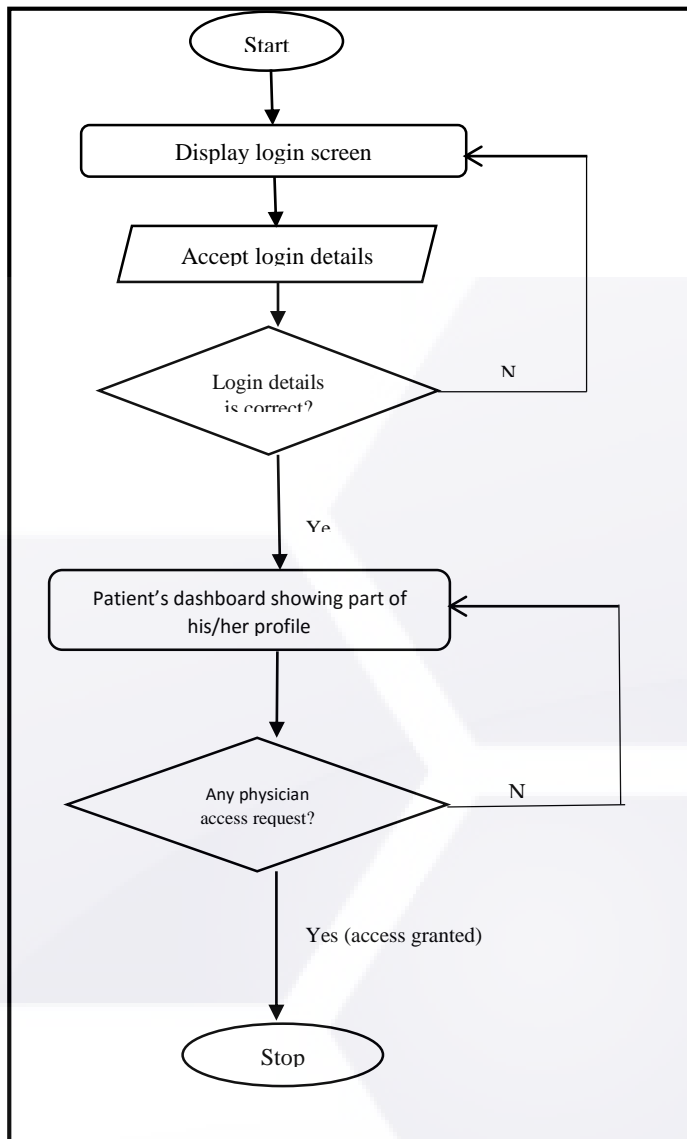 Start
Display login screen
Accept login details
Login details
is correct?
N
Ye
Patient’s dashboard showing part of
his/her profile
Any physician
access request?
N
Yes (access granted)
Stop